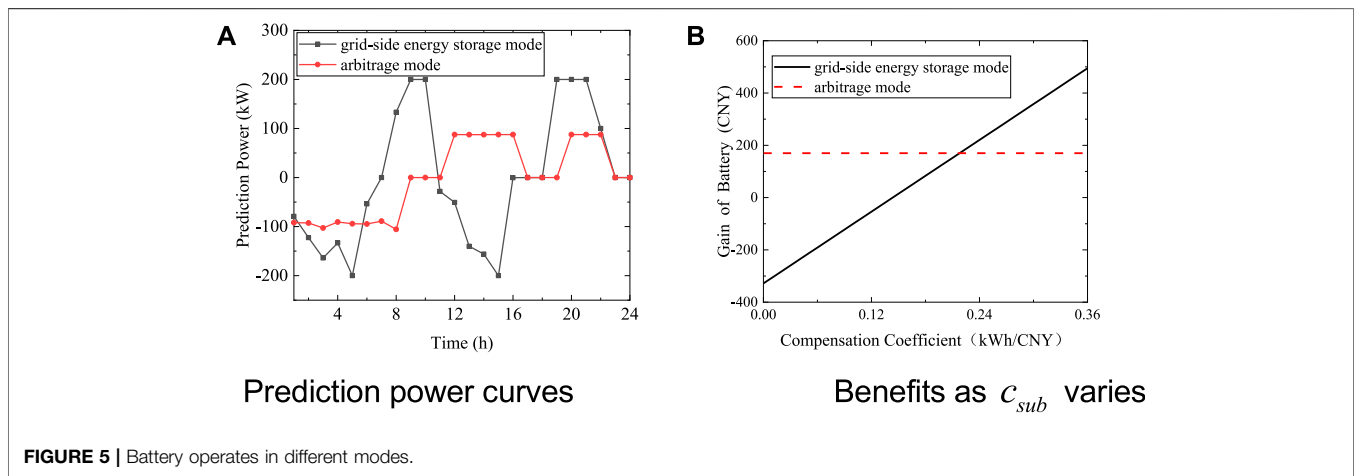 A
300
200
100
0
-100
-200
Prediction Power (kW)
grid-side energy storage mode
arbitrage mode
4 8 12 16 20 24
Time (h)
Prediction power curves
B
600
400
200
0
-200
-400
Gain of Battery (CNY)
grid-side energy storage mode
arbitrage mode
0.00 0.12 0.24 0.36
Compensation Coefficient（kWh/CNY）
Benefits as c_sub varies
FIGURE 5 | Battery operates in different modes.